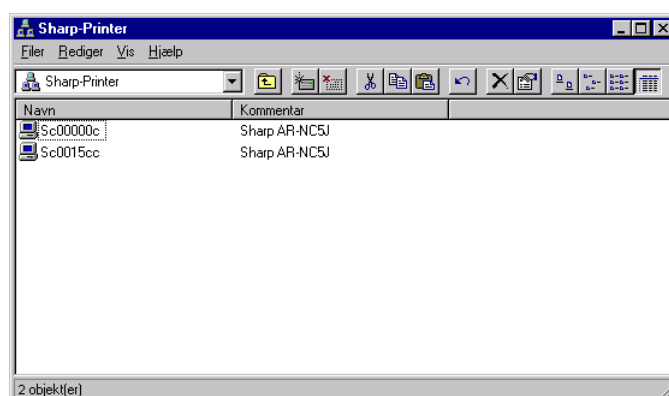 Sharp-Printer
Filer Rediger Vis Hjælp
Sharp-Printer
Navn Kommentar
Sc00000c Sharp AR-NC5J
Sc0015cc Sharp AR-NC5J
2 objekt(er)